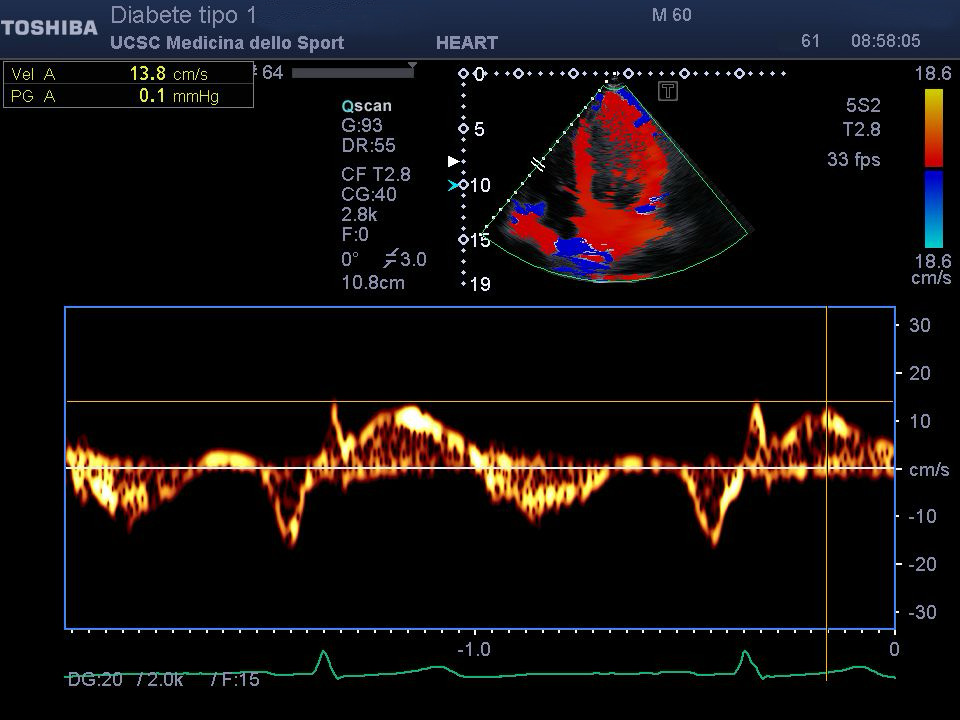 Diabete tipo 1
M 60
TOSHIBA
UCSC Medicina dello Sport
HEART
61 08:58:05
Vel A 13.8 cm/s
PG A 0.1 mmHg
64
0
18.6
Qscan
G:93
DR:55
5
5S2
T2.8
33 fps
CF T2.8
CG:40
2.8k
F:0
10
0° 3.0
10.8cm
15
19
T
18.6
cm/s
30
20
10
cm/s
-10
-20
-30
-1.0
0
DG:20 / 2.0k / F:15